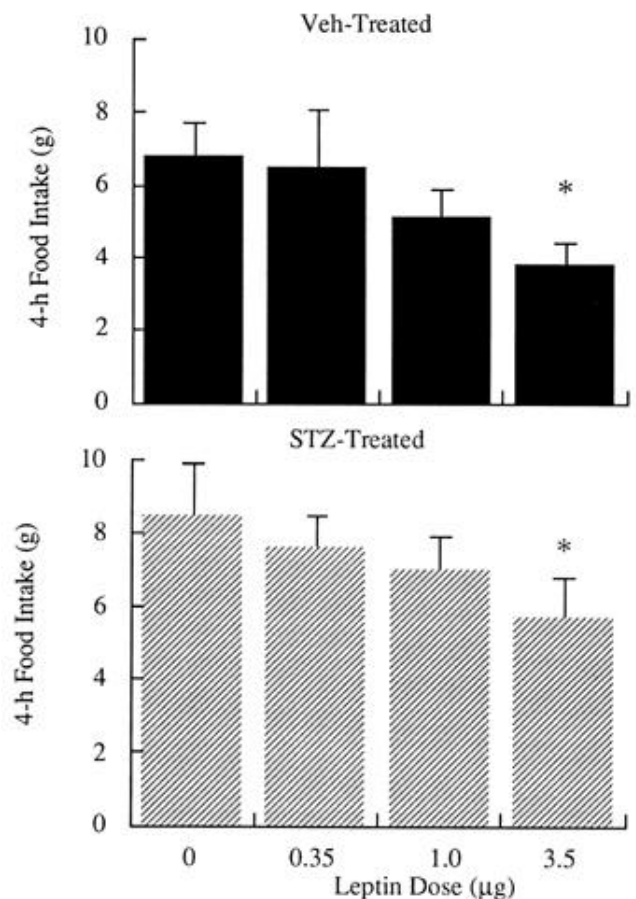 Veh-Treated
10
8
6
4
2
0
4-h Food Intake (g)
*
STZ-Treated
10
8
6
4
2
0
4-h Food Intake (g)
*
0 0.35 1.0 3.5
Leptin Dose (µg)